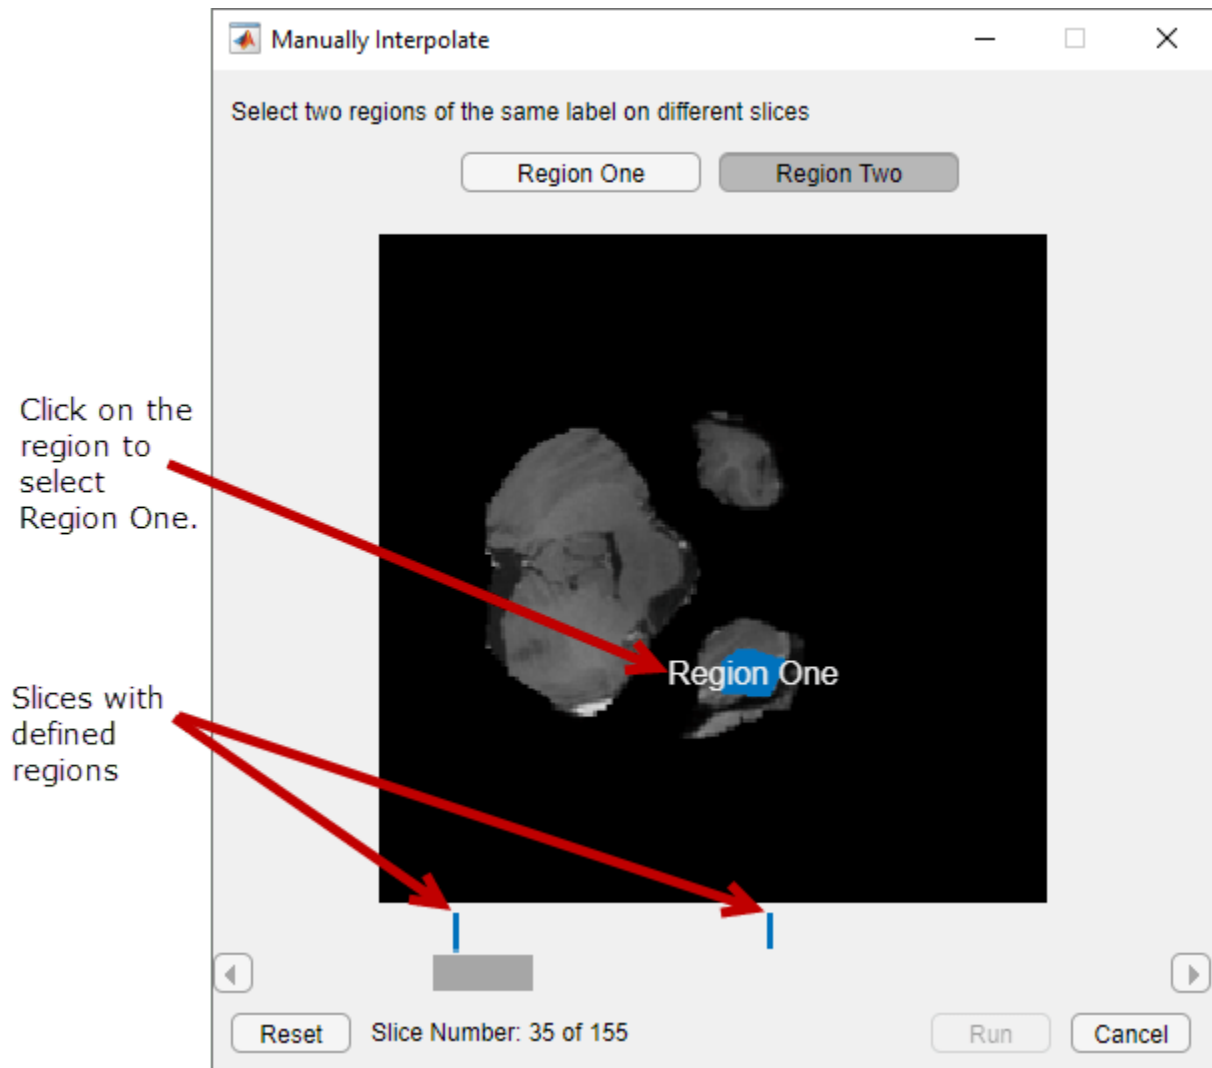 Manually Interpolate
Select two regions of the same label on different slices
Region One
Region Two
Click on the
region to
select
Region One.
Region One
Slices with
defined
regions
Reset
Slice Number: 35 of 155
Run
Cancel